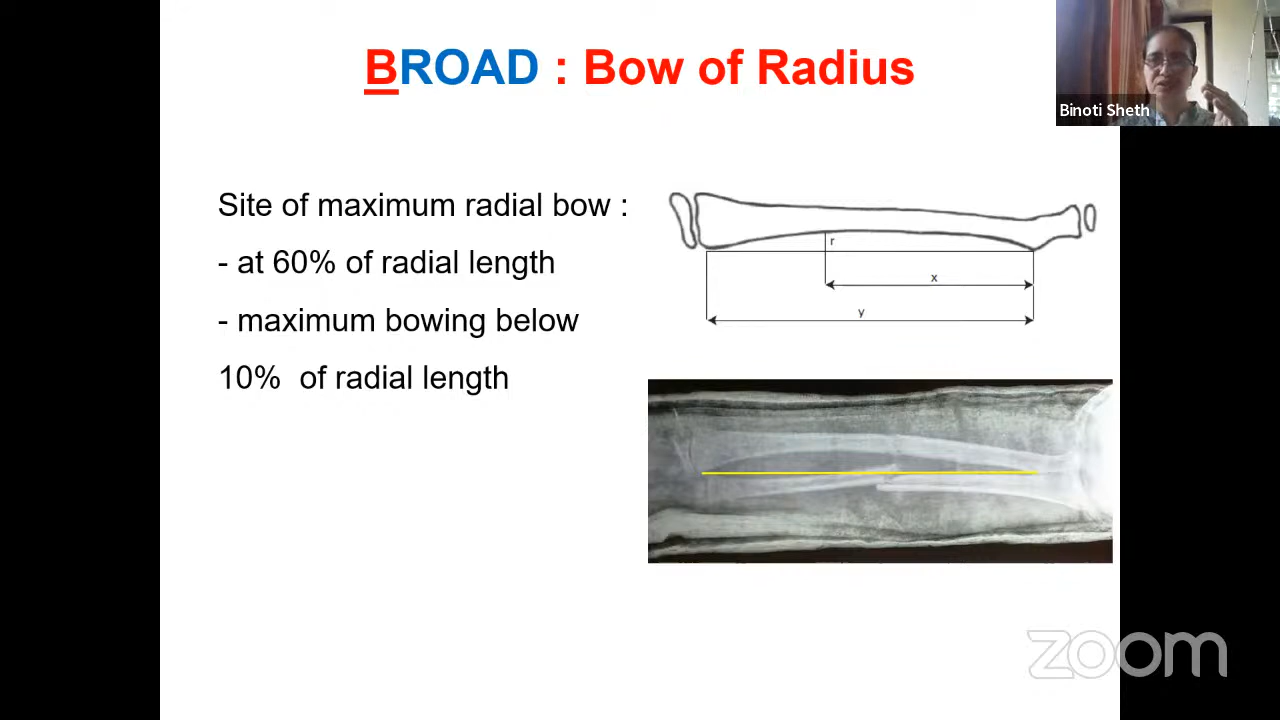 BROAD : Bow of Radius
Binoti Sheth
Site of maximum radial bow :
- at 60% of radial length
- maximum bowing below
10% of radial length
r
x
y
zoom